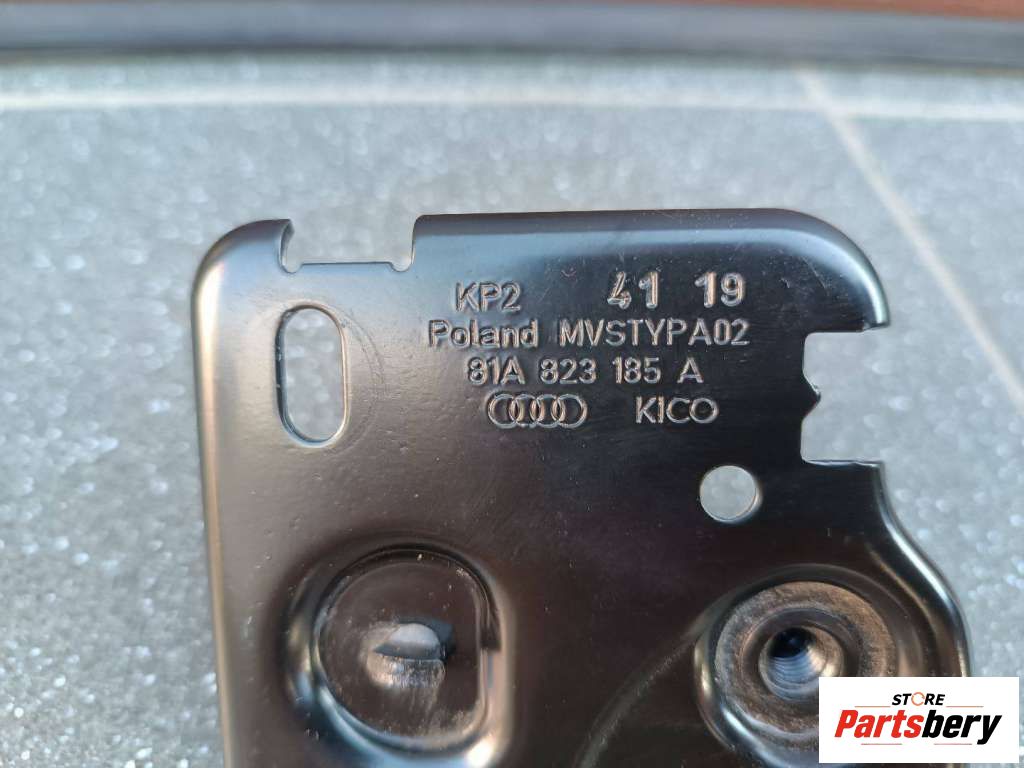 KP2 41 19
Poland MVSTYPA02
81A 823 185 A
KICO
STORE
Partsbery